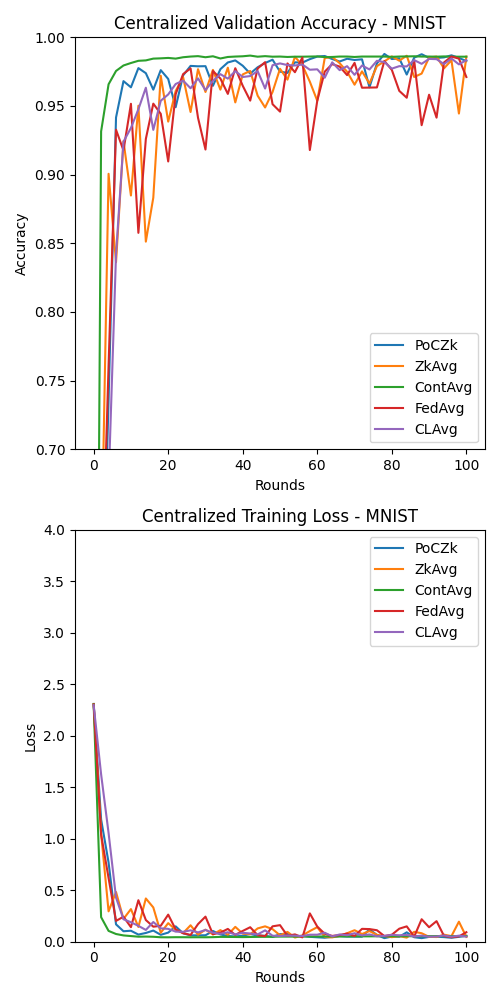 Centralized Validation Accuracy - MNIST
1.00
0.95
0.90
0.85
0.80
0.75
0.70
Accuracy
PoCZk
ZkAvg
ContAvg
FedAvg
CLAvg
0 20 40 60 80 100
Rounds
Centralized Training Loss - MNIST
4.0
3.5
3.0
2.5
2.0
1.5
1.0
0.5
0.0
Loss
PoCZk
ZkAvg
ContAvg
FedAvg
CLAvg
0 20 40 60 80 100
Rounds